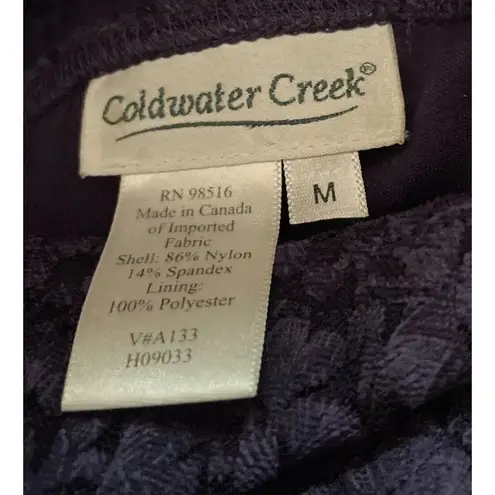 Coldwater Creek®
M
RN 98516
Made in Canada
of Imported
Fabric
Shell: 86% Nylon
14% Spandex
Lining:
100% Polyester
V#A133
H09033